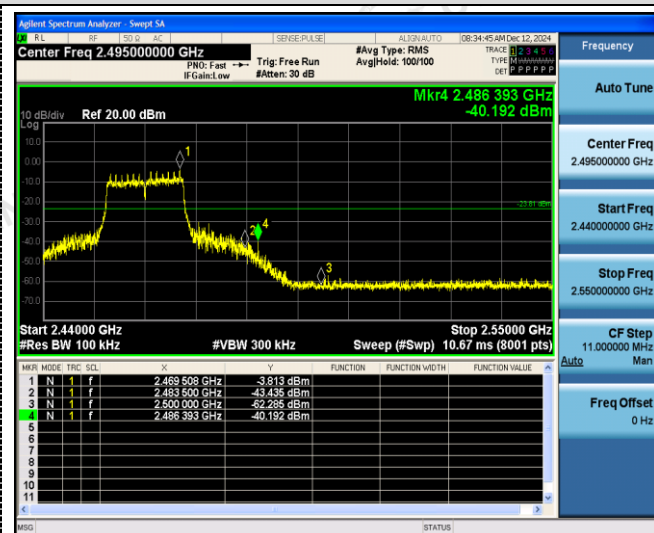 Agilent Spectrum Analyzer - Swept SA
RL RF 50 Ω AC SENSE:PULSE ALIGN AUTO 08:34:45 AM Dec 12, 2024
Center Freq 2.495000000 GHz
PNO: Fast
IFGain:Low
Trig: Free Run
#Atten: 30 dB
#Avg Type: RMS
Avg|Hold: 100/100
TRACE 1 2 3 4 5 6
TYPE M
DET P P P P P P
Mkr4 2.486 393 GHz
-40.192 dBm
10 dB/div Ref 20.00 dBm
Log
10.0
0.00
-10.0
-20.0
-30.0
-40.0
-50.0
-60.0
-70.0
1
2
4
3
-23.81 dBm
Start 2.44000 GHz Stop 2.55000 GHz
#Res BW 100 kHz #VBW 300 kHz Sweep (#Swp) 10.67 ms (8001 pts)
MKR MODE TRC SCL X Y FUNCTION FUNCTION WIDTH FUNCTION VALUE
1 N 1 f 2.469 508 GHz -3.813 dBm
2 N 1 f 2.483 500 GHz -43.435 dBm
3 N 1 f 2.500 000 GHz -62.285 dBm
4 N 1 f 2.486 393 GHz -40.192 dBm
5
6
7
8
9
10
11
MSG STATUS
Frequency
Auto Tune
Center Freq
2.495000000 GHz
Start Freq
2.440000000 GHz
Stop Freq
2.550000000 GHz
CF Step
11.000000 MHz
Auto Man
Freq Offset
0 Hz